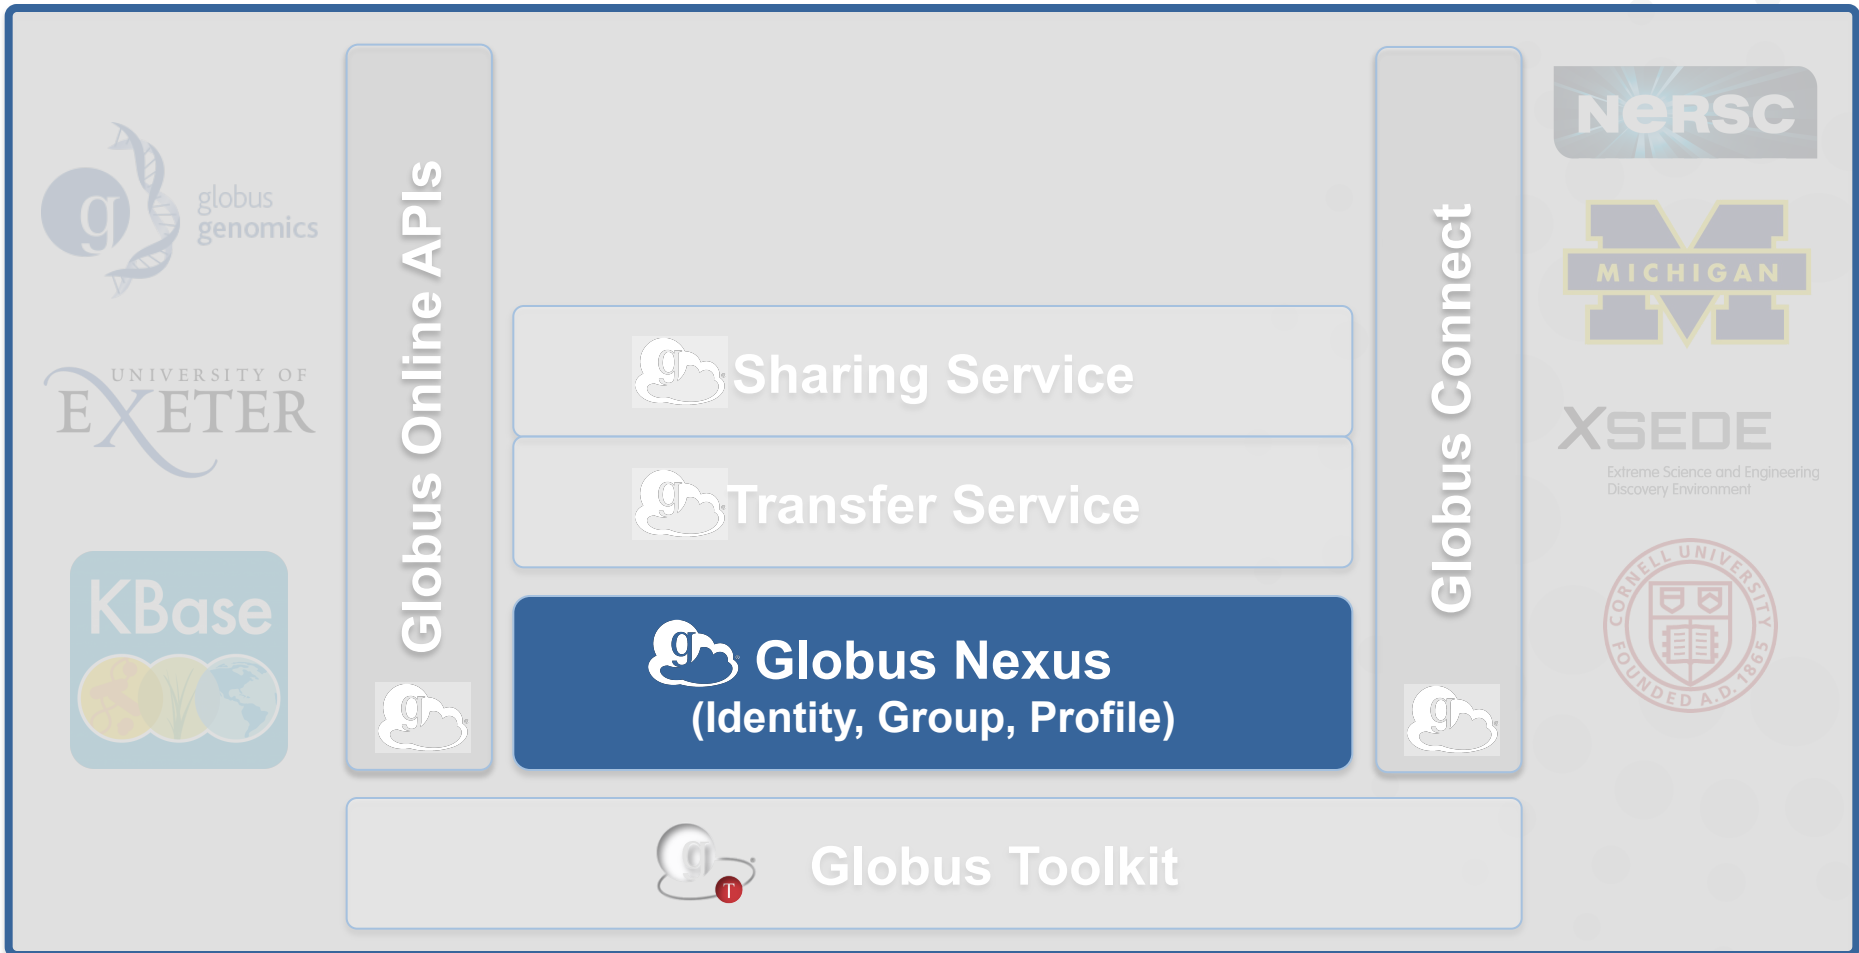 globus
genomics
UNIVERSITY OF
EXETER
KBase
Globus Online APIs
g
Sharing Service
g
Transfer Service
g
Globus Nexus
(Identity, Group, Profile)
g
g
T
Globus Toolkit
Globus Connect
g
g
NERSC
MICHIGAN
XSEDE
Extreme Science and Engineering
Discovery Environment
CORNELL UNIVERSITY
FOUNDED A.D. 1865